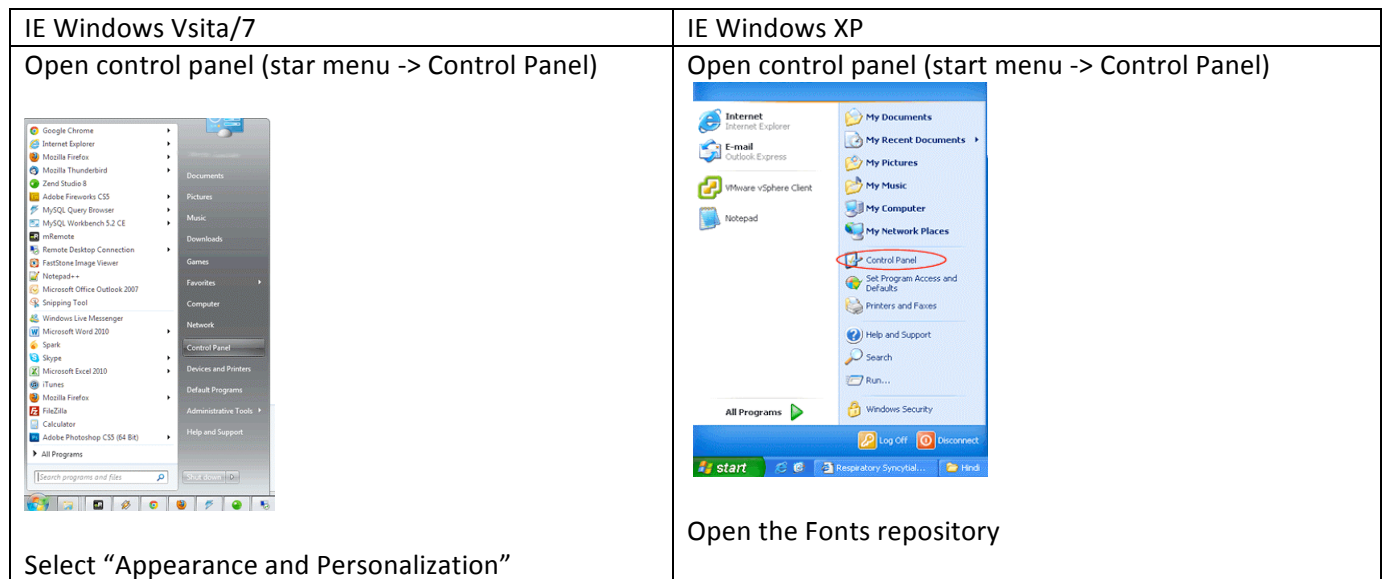 IE Windows Vsita/7
Open control panel (star menu -> Control Panel)
Google Chrome
Internet Explorer
Mozilla Firefox
Mozilla Thunderbird
Zend Studio 8
Adobe Fireworks CS5
MySQL Query Browser
MySQL Workbench 5.2 CE
mRemote
Remote Desktop Connection
FastStone Image Viewer
Notepad++
Microsoft Office Outlook 2007
Snipping Tool
Windows Live Messenger
Microsoft Word 2010
Spark
Skype
Microsoft Excel 2010
iTunes
Mozilla Firefox
FileZilla
Calculator
Adobe Photoshop CS5 (64 Bit)
All Programs
Search programs and files
Documents
Pictures
Music
Downloads
Games
Favorites
Computer
Network
Control Panel
Devices and Printers
Default Programs
Administrative Tools
Help and Support
Shut down
Select “Appearance and Personalization”
IE Windows XP
Open control panel (start menu -> Control Panel)
Internet
Internet Explorer
E-mail
Outlook Express
VMware vSphere Client
Notepad
All Programs
My Documents
My Recent Documents
My Pictures
My Music
My Computer
My Network Places
Control Panel
Set Program Access and
Defaults
Printers and Faxes
Help and Support
Search
Run...
Windows Security
Log Off
Disconnect
start
Respiratory Syncytial...
Hindi
Open the Fonts repository